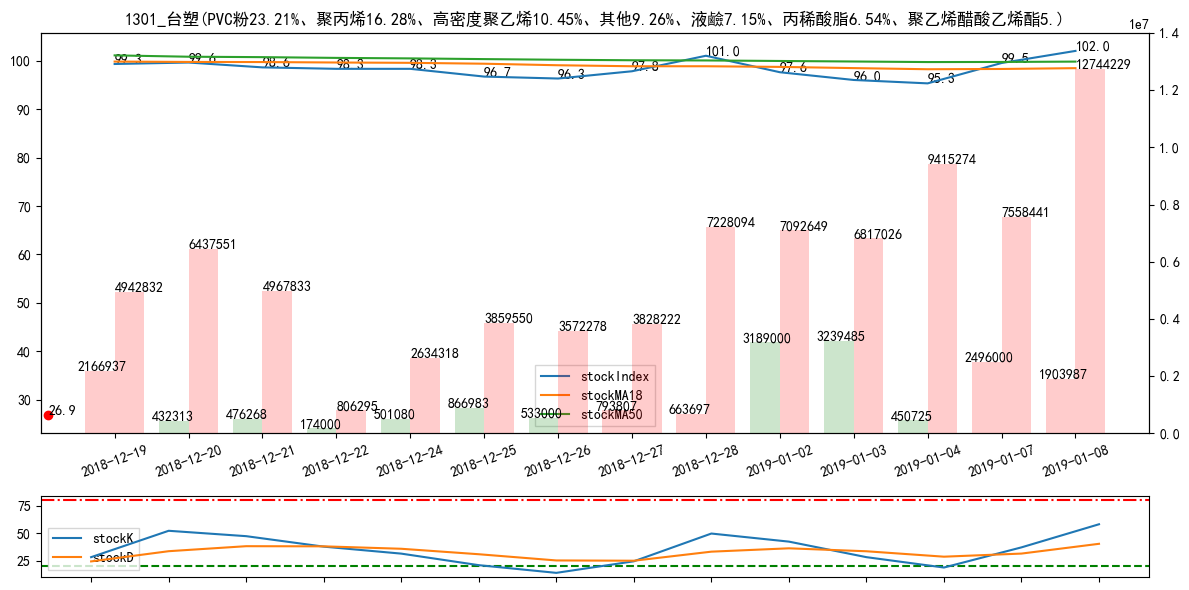 1301_台塑(PVC粉23.21%、聚丙烯16.28%、高密度聚乙烯10.45%、其他9.26%、液鹼7.15%、丙稀酸脂6.54%、聚乙烯醋酸乙烯酯5.)
1e7
99.3 99.6 98.6 98.3 98.3 96.7 96.3 97.8 101.0 97.6 96.0 95.3 99.5 102.0
100
90
80
70
60
50
40
30
1.4
1.2
1.0
0.8
0.6
0.4
0.2
0.0
4942832 6437551 4967833 806295 2634318 3859550 3572278 3828222 7228094 7092649 6817026 9415274 7558441 12744229
2166937 432313 476268 174000 501080 866983 533000 793807 663697 3189000 3239485 450725 2496000 1903987
26.9
stockIndex
stockMA18
stockMA50
2018-12-19 2018-12-20 2018-12-21 2018-12-22 2018-12-24 2018-12-25 2018-12-26 2018-12-27 2018-12-28 2019-01-02 2019-01-03 2019-01-04 2019-01-07 2019-01-08
75
50
25
stockK
stockD